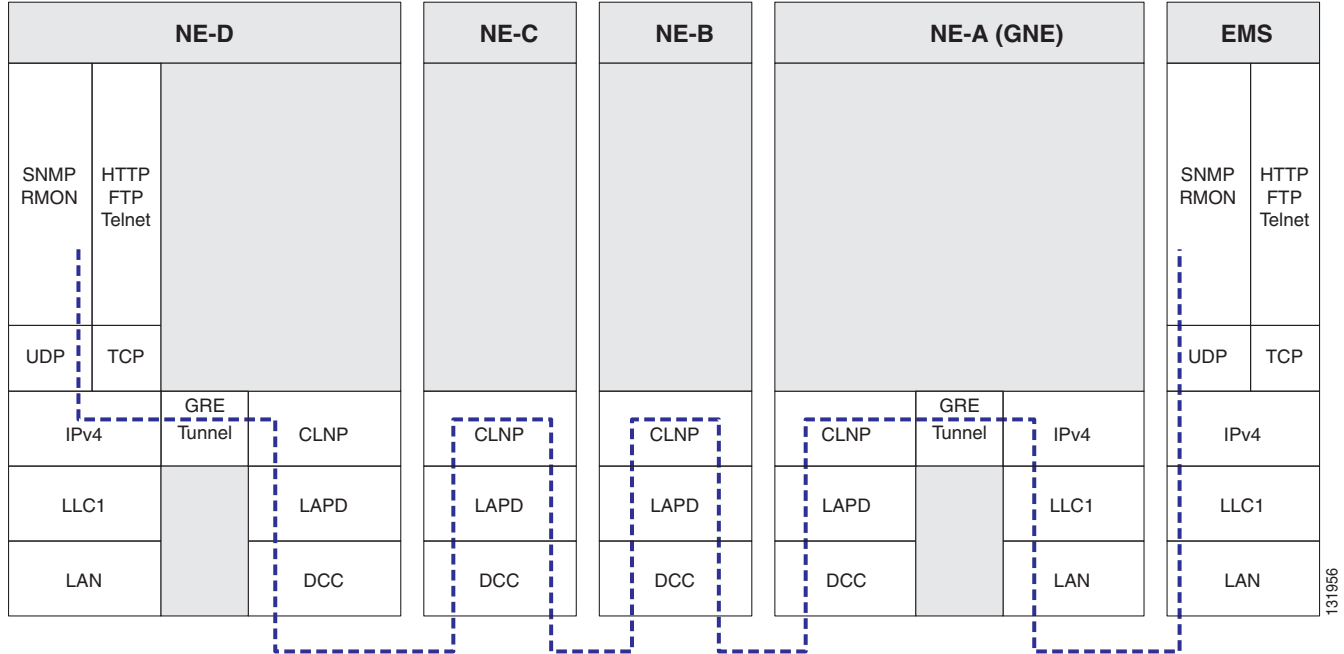 NE-D
NE-C
NE-B
NE-A (GNE)
EMS
SNMP
RMON
HTTP
FTP
Telnet
SNMP
RMON
HTTP
FTP
Telnet
UDP
TCP
UDP
TCP
IPv4
GRE
Tunnel
CLNP
CLNP
CLNP
CLNP
GRE
Tunnel
IPv4
IPv4
LLC1
LAPD
LAPD
LAPD
LAPD
LLC1
LLC1
LAN
DCC
DCC
DCC
DCC
LAN
LAN
131956